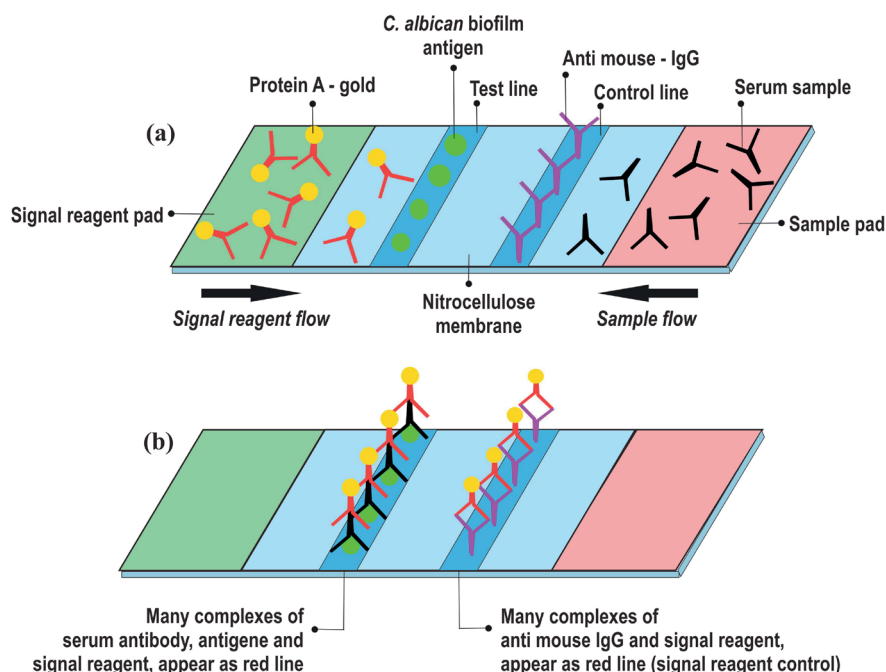 C. albican biofilm
antigen
Anti mouse - IgG
Protein A - gold
Test line
Control line
Serum sample
(a)
Signal reagent pad
Sample pad
Signal reagent flow
Nitrocellulose
membrane
Sample flow
(b)
Many complexes of
serum antibody, antigene and
signal reagent, appear as red line
Many complexes of
anti mouse IgG and signal reagent,
appear as red line (signal reagent control)